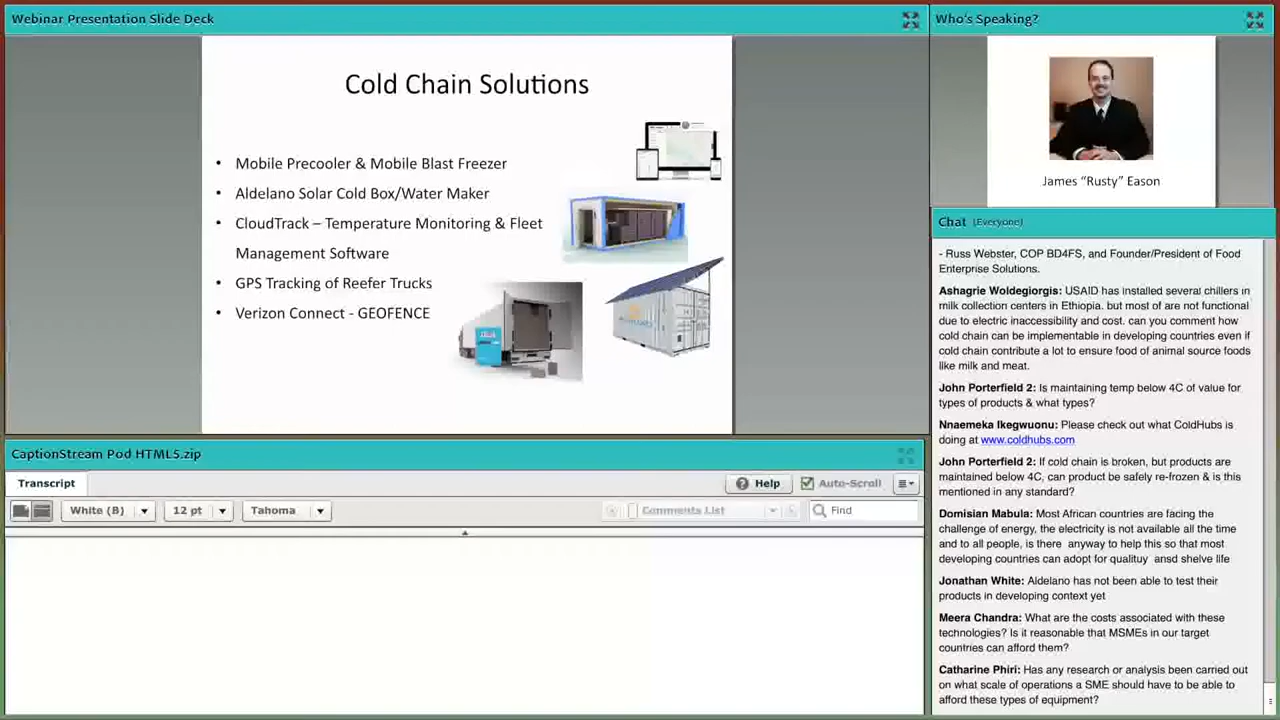 Webinar Presentation Slide Deck
Cold Chain Solutions
• Mobile Precooler & Mobile Blast Freezer
• Aldelano Solar Cold Box/Water Maker
• CloudTrack – Temperature Monitoring & Fleet
Management Software
• GPS Tracking of Reefer Trucks
• Verizon Connect - GEOFENCE
Who's Speaking?
James “Rusty” Eason
Chat (Everyone)
- Russ Webster, COP BD4FS, and Founder/President of Food
Enterprise Solutions.
Ashagrie Woldegiorgis: USAID has installed several chillers in
milk collection centers in Ethiopia. but most of are not functional
due to electric inaccessibility and cost. can you comment how
cold chain can be implementable in developing countries even if
cold chain contribute a lot to ensure food of animal source foods
like milk and meat.
John Porterfield 2: Is maintaining temp below 4C of value for
types of products & what types?
Nnaemeka Ikegwuonu: Please check out what ColdHubs is
doing at www.coldhubs.com
John Porterfield 2: If cold chain is broken, but products are
maintained below 4C, can product be safely re-frozen & is this
mentioned in any standard?
Domisian Mabula: Most African countries are facing the
challenge of energy, the electricity is not available all the time
and to all people, is there anyway to help this so that most
developing countries can adopt for qualituy ansd shelve life
Jonathan White: Aldelano has not been able to test their
products in developing context yet
Meera Chandra: What are the costs associated with these
technologies? Is it reasonable that MSMEs in our target
countries can afford them?
Catharine Phiri: Has any research or analysis been carried out
on what scale of operations a SME should have to be able to
afford these types of equipment?
CaptionStream Pod HTML5.zip
Transcript
Help
Auto-Scroll
White (B)
12 pt
Tahoma
Comments List
Find